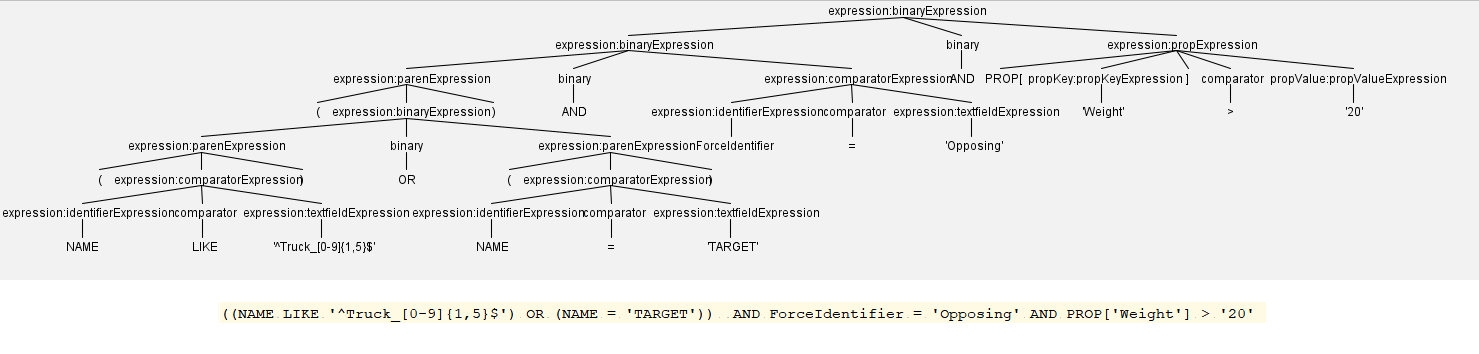 expression:binaryExpression
expression:binaryExpression binary expression:propExpression
expression:parenExpression binary expression:comparatorExpression AND PROP[ propKey:propKeyExpression ] comparator propValue:propValueExpression
( expression:binaryExpression ) AND expression:identifierExpression comparator expression:textfieldExpression 'Weight' > '20'
expression:parenExpression binary expression:parenExpression ForceIdentifier = 'Opposing'
( expression:comparatorExpression ) OR ( expression:comparatorExpression )
expression:identifierExpression comparator expression:textfieldExpression expression:identifierExpression comparator expression:textfieldExpression
NAME LIKE '^Truck_[0-9]{1,5}$' NAME = 'TARGET'
((NAME LIKE '^Truck_[0-9]{1,5}$') OR (NAME = 'TARGET')) AND ForceIdentifier = 'Opposing' AND PROP['Weight'] > '20'